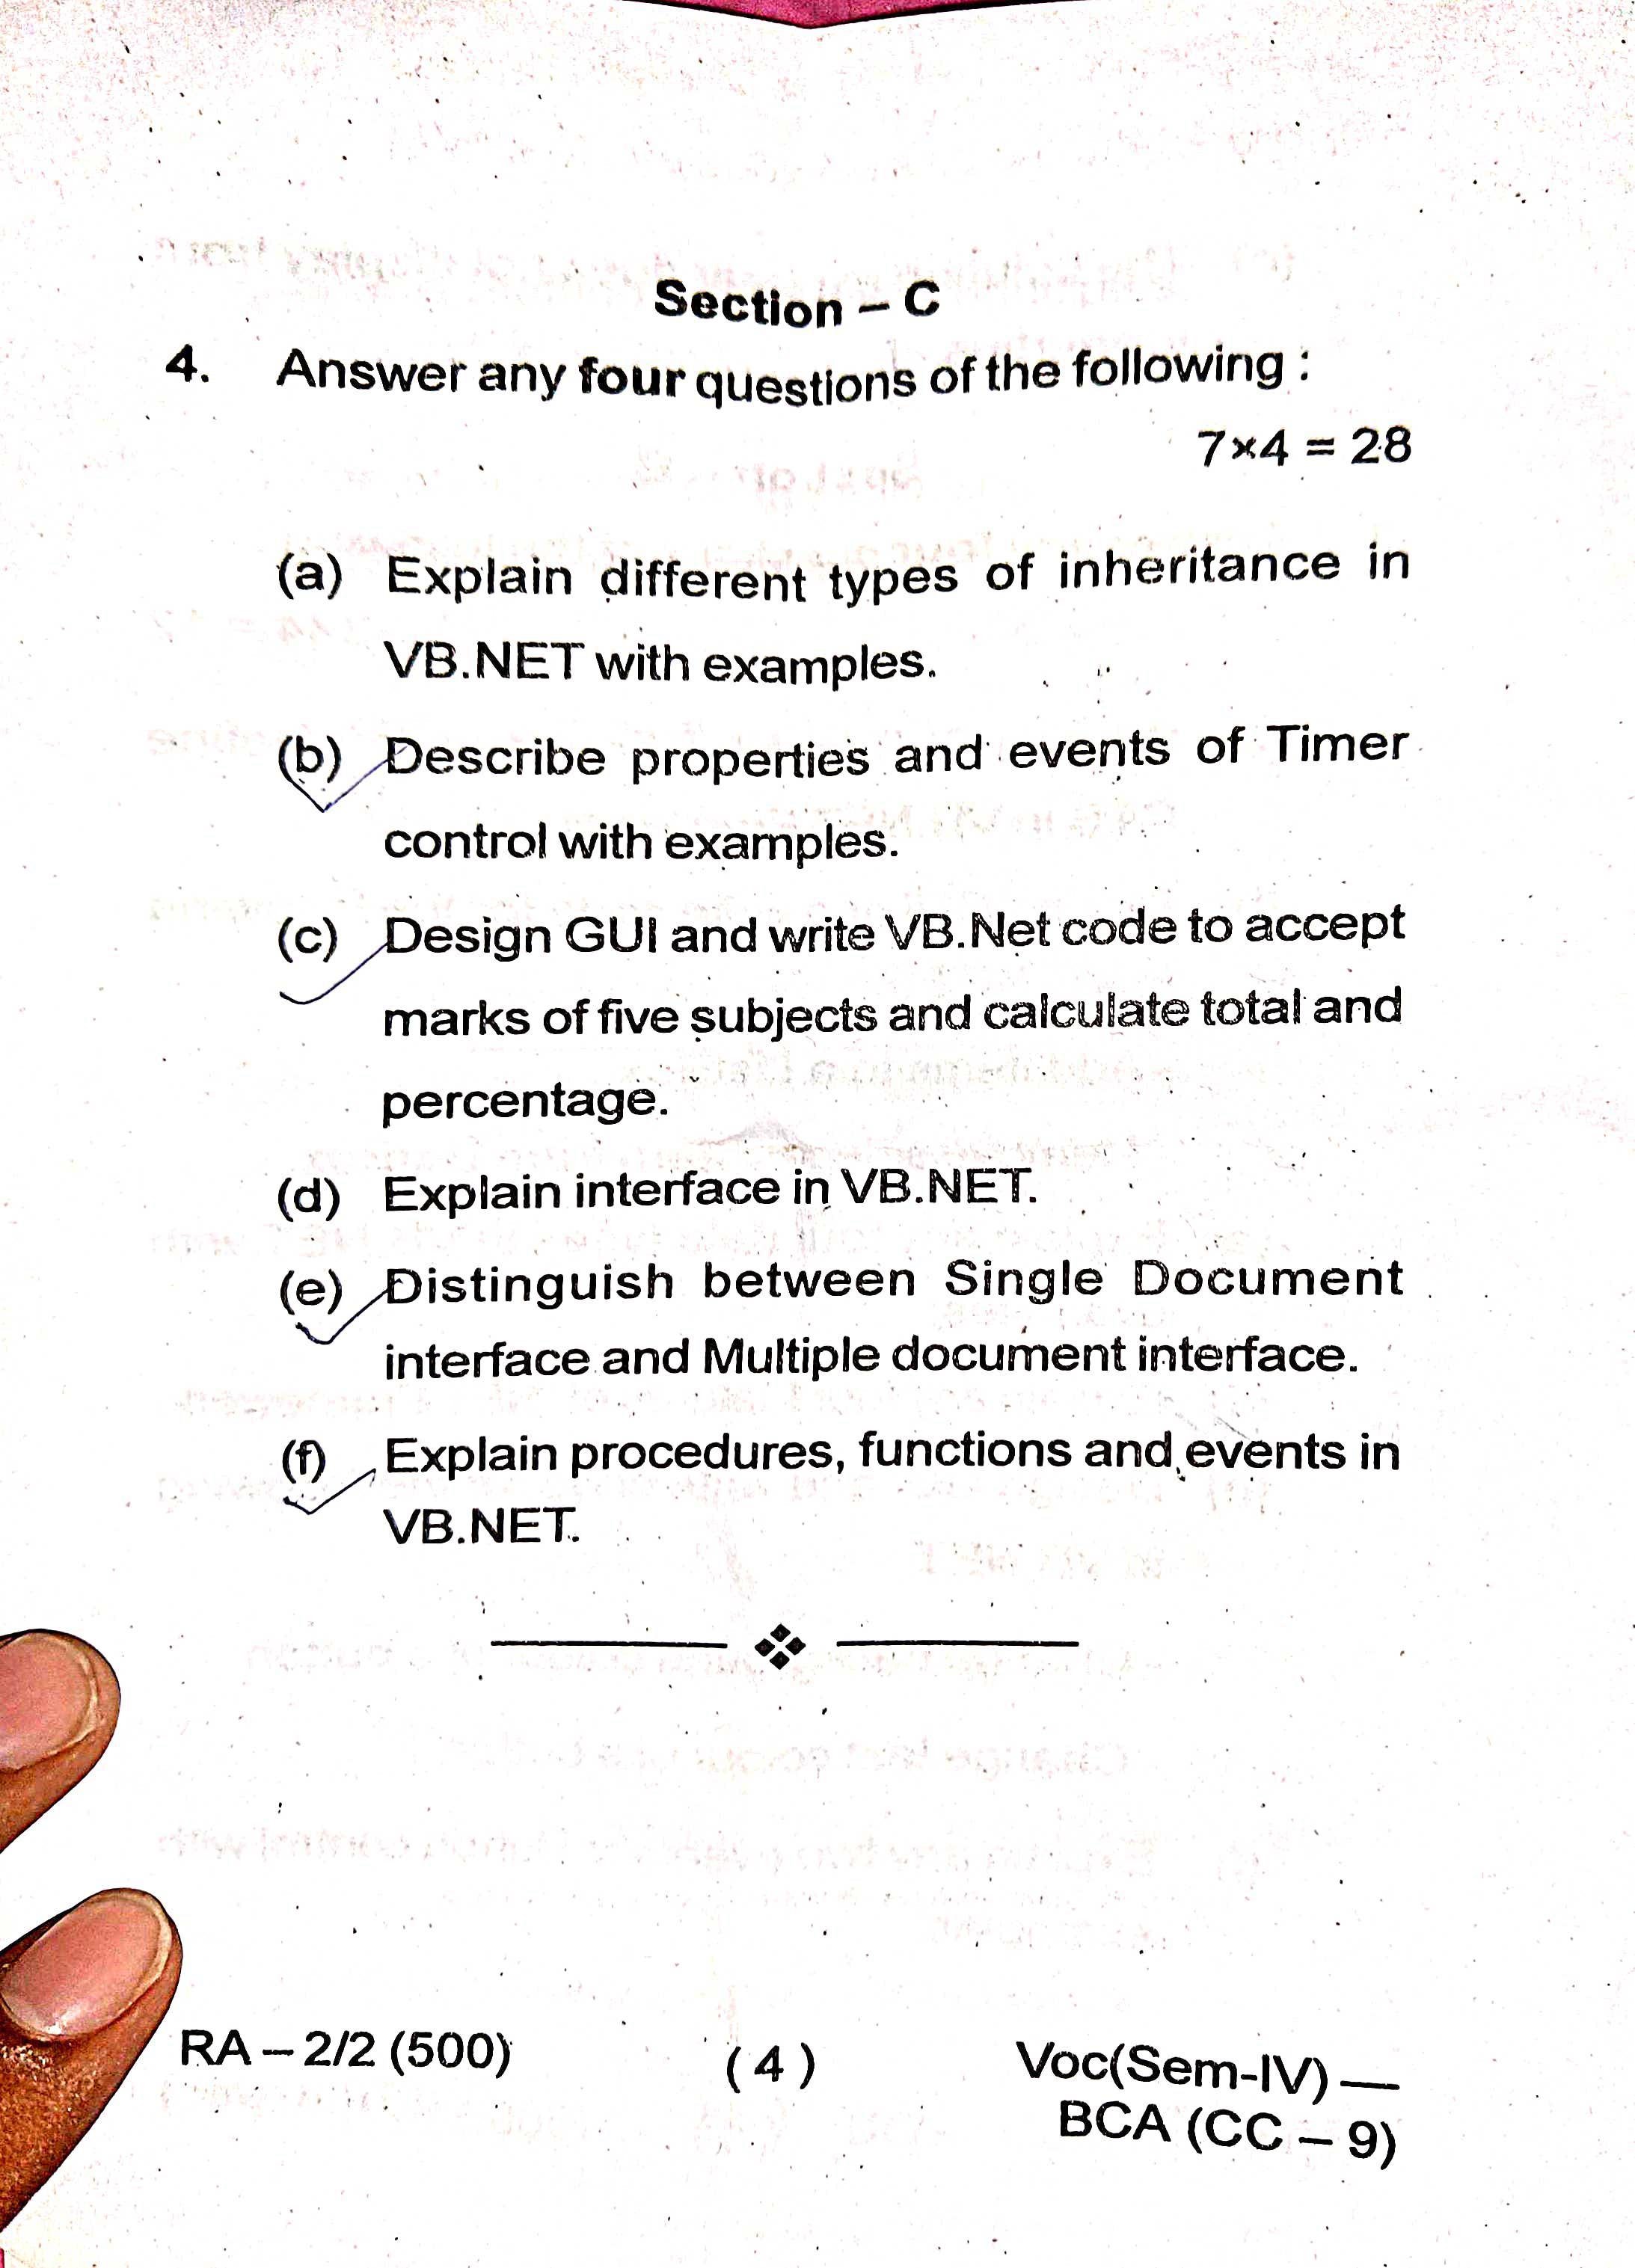 Section – C
4. Answer any four questions of the following :
7×4 = 28
(a) Explain different types of inheritance in
VB.NET with examples.
(b) Describe properties and events of Timer
control with examples.
(c) Design GUI and write VB.Net code to accept
marks of five subjects and calculate total and
percentage.
(d) Explain interface in VB.NET.
(e) Distinguish between Single Document
interface and Multiple document interface.
(f) Explain procedures, functions and events in
VB.NET.
RA – 2/2 (500)
( 4 )
Voc(Sem-IV) —
BCA (CC – 9)